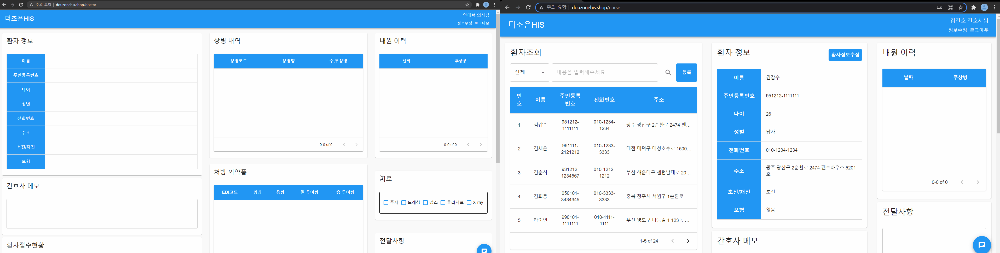 주의 요함 douzonehis.shop/doctor
더조은HIS
안대혁 의사님
정보수정 로그아웃
환자 정보
이름
주민등록번호
나이
성별
전화번호
주소
초진/재진
보험
간호사 메모
환자접수현황
상병 내역
상병코드 상병명 주,부상병
0-0 of 0
처방 의약품
EDI코드 명칭 용량 일 투여량 총 투여량
내원 이력
날짜 주상병
0-0 of 0
치료
주사 드레싱 깁스 물리치료 X-ray
전달사항
주의 요함 douzonehis.shop/nurse
더조은HIS
김간호 간호사님
정보수정 로그아웃
환자조회
전체 내용을 입력해주세요 등록
번호 이름 주민등록번호 전화번호 주소
1 김갑수 951212-1111111 010-1234-1234 광주 광산구 2순환로 2474 펜...
2 김채은 961111-2121212 010-1233-3333 대전 대덕구 대청호수로 1500...
3 김춘식 931212-1234567 010-1212-1212 부산 해운대구 센텀남대로 20...
4 김희동 050101-3434345 010-3333-3333 충북 청주시 서원구 1순환로 ...
5 라이언 990101-1111111 010-1111-1111 부산 영도구 나눔길 1 123동 ...
1-5 of 24
환자 정보 환자정보수정
이름 김갑수
주민등록번호 951212-1111111
나이 26
성별 남자
전화번호 010-1234-1234
주소 광주 광산구 2순환로 2474 펜트하우스 5201
호
초진/재진 초진
보험 없음
간호사 메모
내원 이력
날짜 주상병
0-0 of 0
전달사항